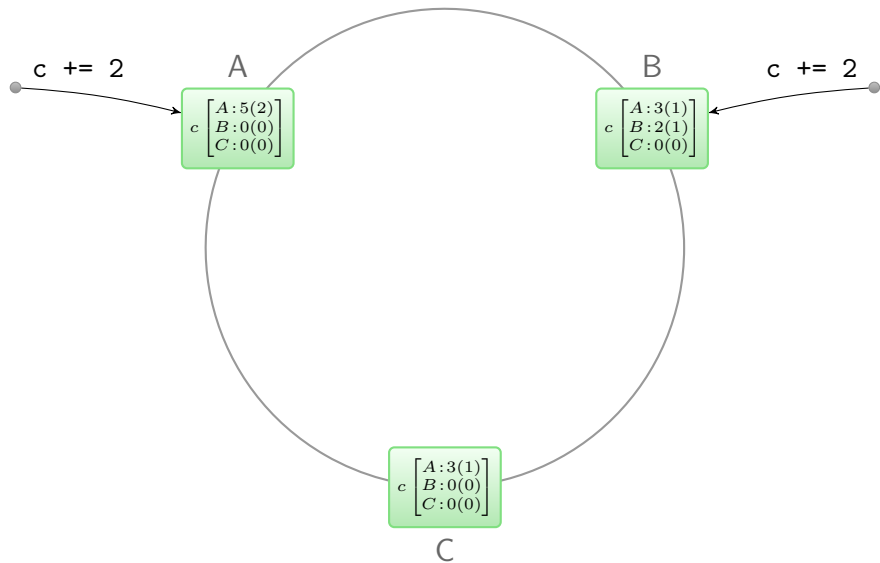 c += 2
A
B
c += 2
c [A:5(2)
B:0(0)
C:0(0)]
c [A:3(1)
B:2(1)
C:0(0)]
c [A:3(1)
B:0(0)
C:0(0)]
C